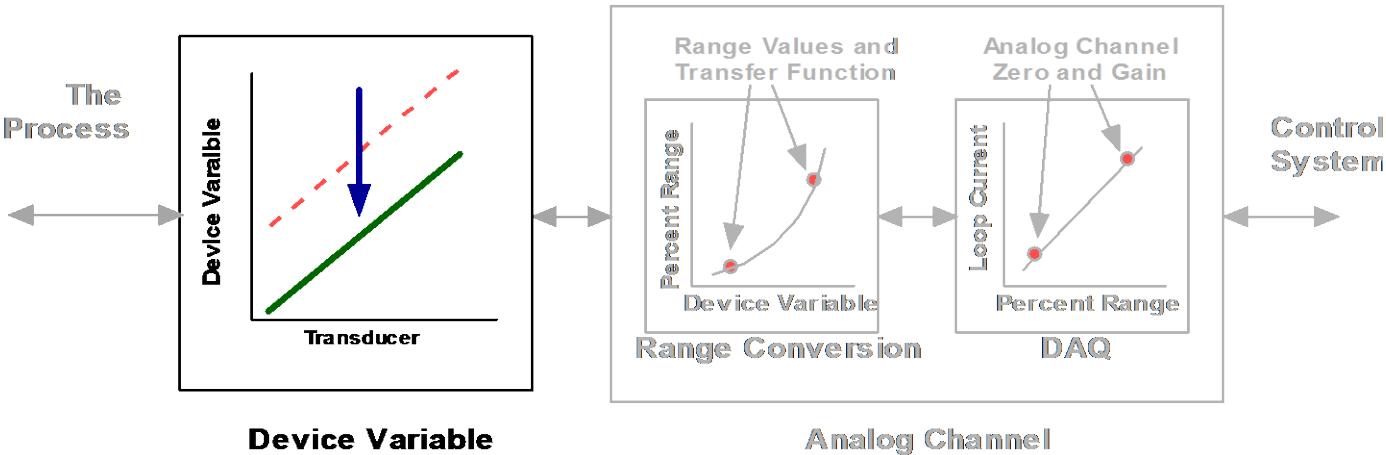 Range Values and
Transfer Function
Analog Channel
Zero and Gain
The
Process
Device Varaible
Transducer
Percent Range
Device Variable
Loop Current
Percent Range
Control
System
Range Conversion
DAQ
Device Variable
Analog Channel